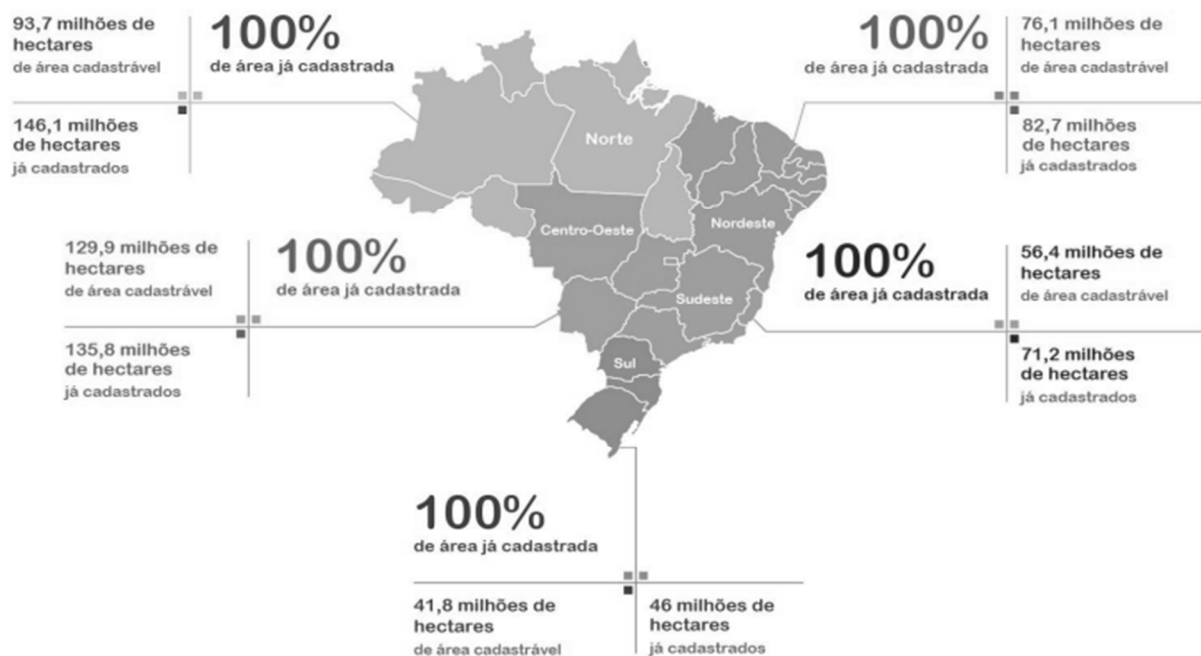 93,7 milhões de
hectares
de área cadastrável
100%
de área já cadastrada
146,1 milhões
de hectares
já cadastrados
100%
de área já cadastrada
76,1 milhões de
hectares
de área cadastrável
82,7 milhões
de hectares
já cadastrados
Norte
Centro-Oeste
Nordeste
Sudeste
Sul
129,9 milhões de
hectares
de área cadastrável
100%
de área já cadastrada
135,8 milhões
de hectares
já cadastrados
100%
de área já cadastrada
56,4 milhões de
hectares
de área cadastrável
71,2 milhões
de hectares
já cadastrados
100%
de área já cadastrada
41,8 milhões de
hectares
de área cadastrável
46 milhões de
hectares
já cadastrados